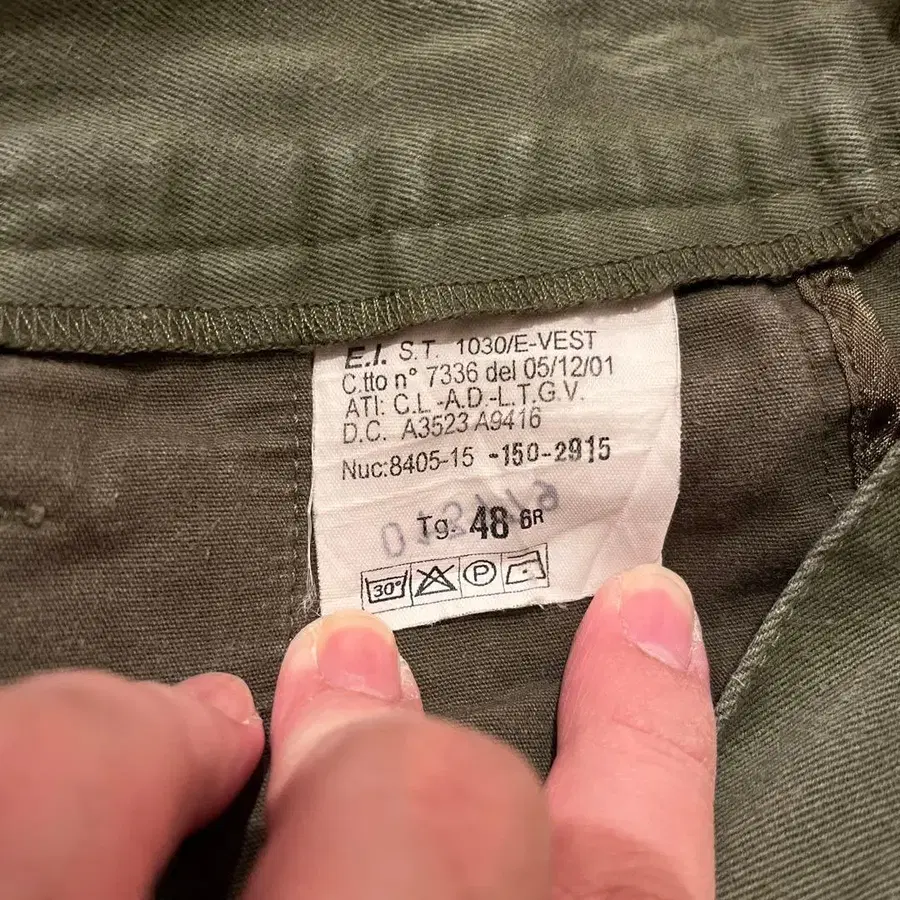 E.I. S.T. 1030/E-VEST
C.tto n° 7336 del 05/12/01
ATI: C.L.-A.D.-L.T.G.V.
D.C. A3523 A9416
Nuc:8405-15 -150-2915
Tg. 48 6R
30° P